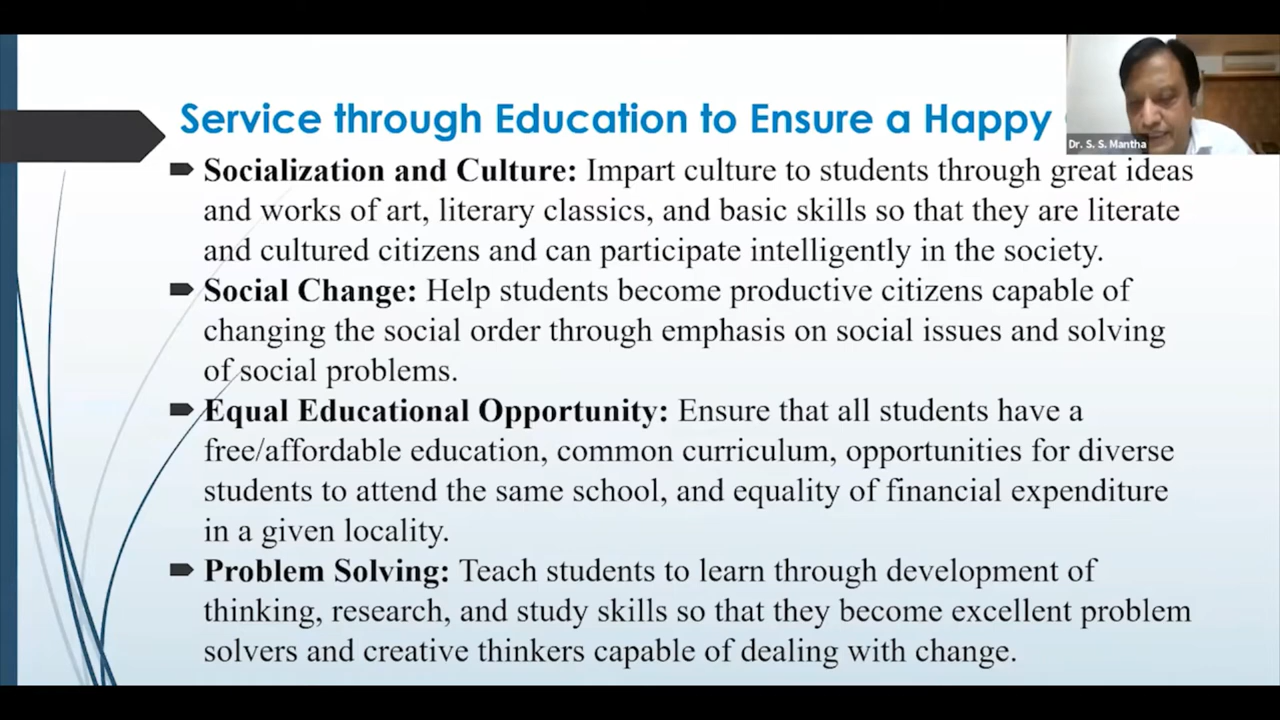 Service through Education to Ensure a Happy
Dr. S. S. Mantha
Socialization and Culture: Impart culture to students through great ideas
and works of art, literary classics, and basic skills so that they are literate
and cultured citizens and can participate intelligently in the society.
Social Change: Help students become productive citizens capable of
changing the social order through emphasis on social issues and solving
of social problems.
Equal Educational Opportunity: Ensure that all students have a
free/affordable education, common curriculum, opportunities for diverse
students to attend the same school, and equality of financial expenditure
in a given locality.
Problem Solving: Teach students to learn through development of
thinking, research, and study skills so that they become excellent problem
solvers and creative thinkers capable of dealing with change.